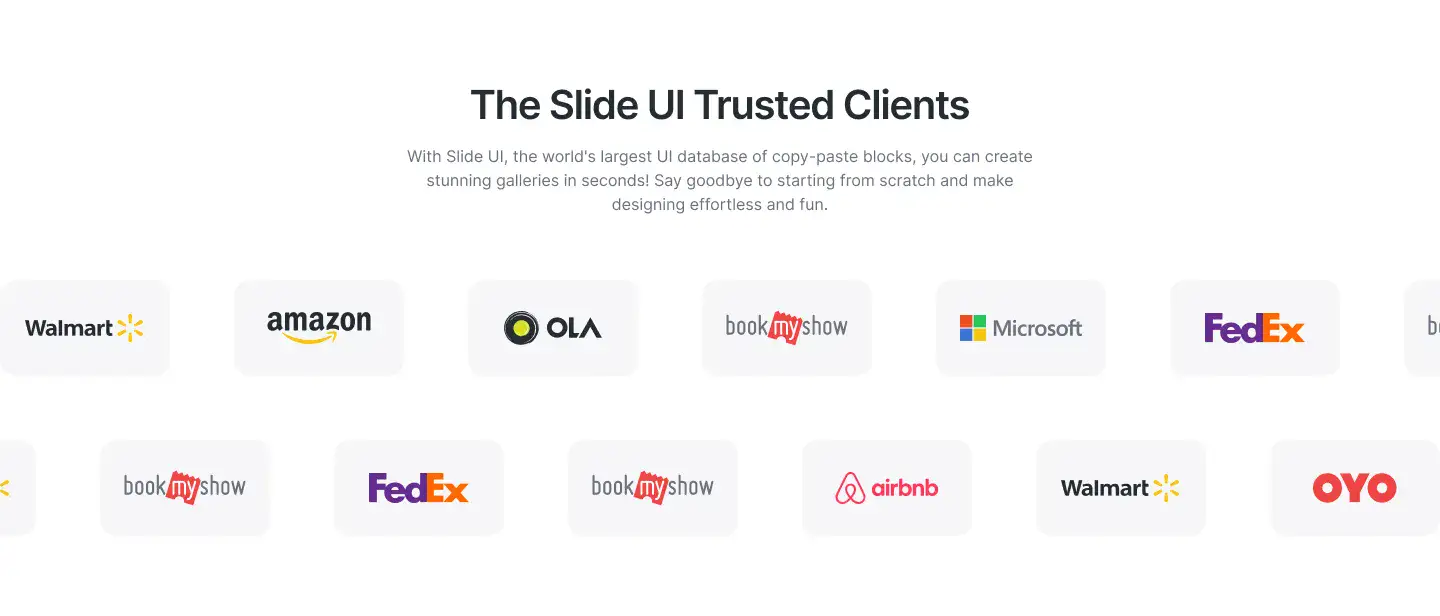 The Slide UI Trusted Clients
With Slide UI, the world's largest UI database of copy-paste blocks, you can create
stunning galleries in seconds! Say goodbye to starting from scratch and make
designing effortless and fun.
Walmart amazon OLA bookmyshow Microsoft FedEx
bookmyshow FedEx bookmyshow airbnb Walmart OYO